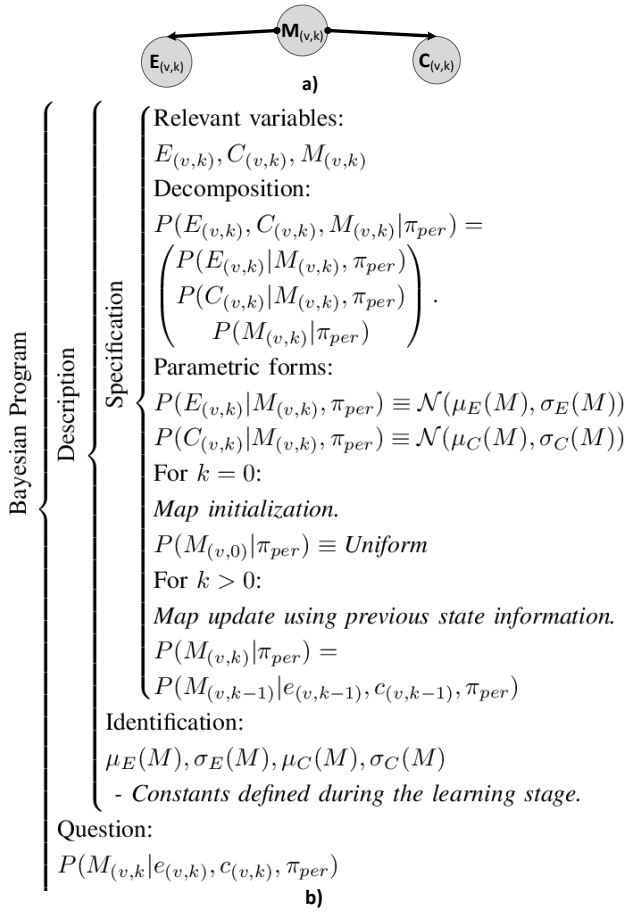 M(v,k)
E(v,k)
C(v,k)
a)
Bayesian Program
Description
Specification
Relevant variables:
E(v,k), C(v,k), M(v,k)
Decomposition:
P(E(v,k), C(v,k), M(v,k)|πper) =
P(E(v,k)|M(v,k), πper)
P(C(v,k)|M(v,k), πper)
P(M(v,k)|πper)
.
Parametric forms:
P(E(v,k)|M(v,k), πper) ≡ N(μE(M), σE(M))
P(C(v,k)|M(v,k), πper) ≡ N(μC(M), σC(M))
For k = 0:
Map initialization.
P(M(v,0)|πper) ≡ Uniform
For k > 0:
Map update using previous state information.
P(M(v,k)|πper) =
P(M(v,k−1)|e(v,k−1), c(v,k−1), πper)
Identification:
μE(M), σE(M), μC(M), σC(M)
- Constants defined during the learning stage.
Question:
P(M(v,k|e(v,k), c(v,k), πper)
b)